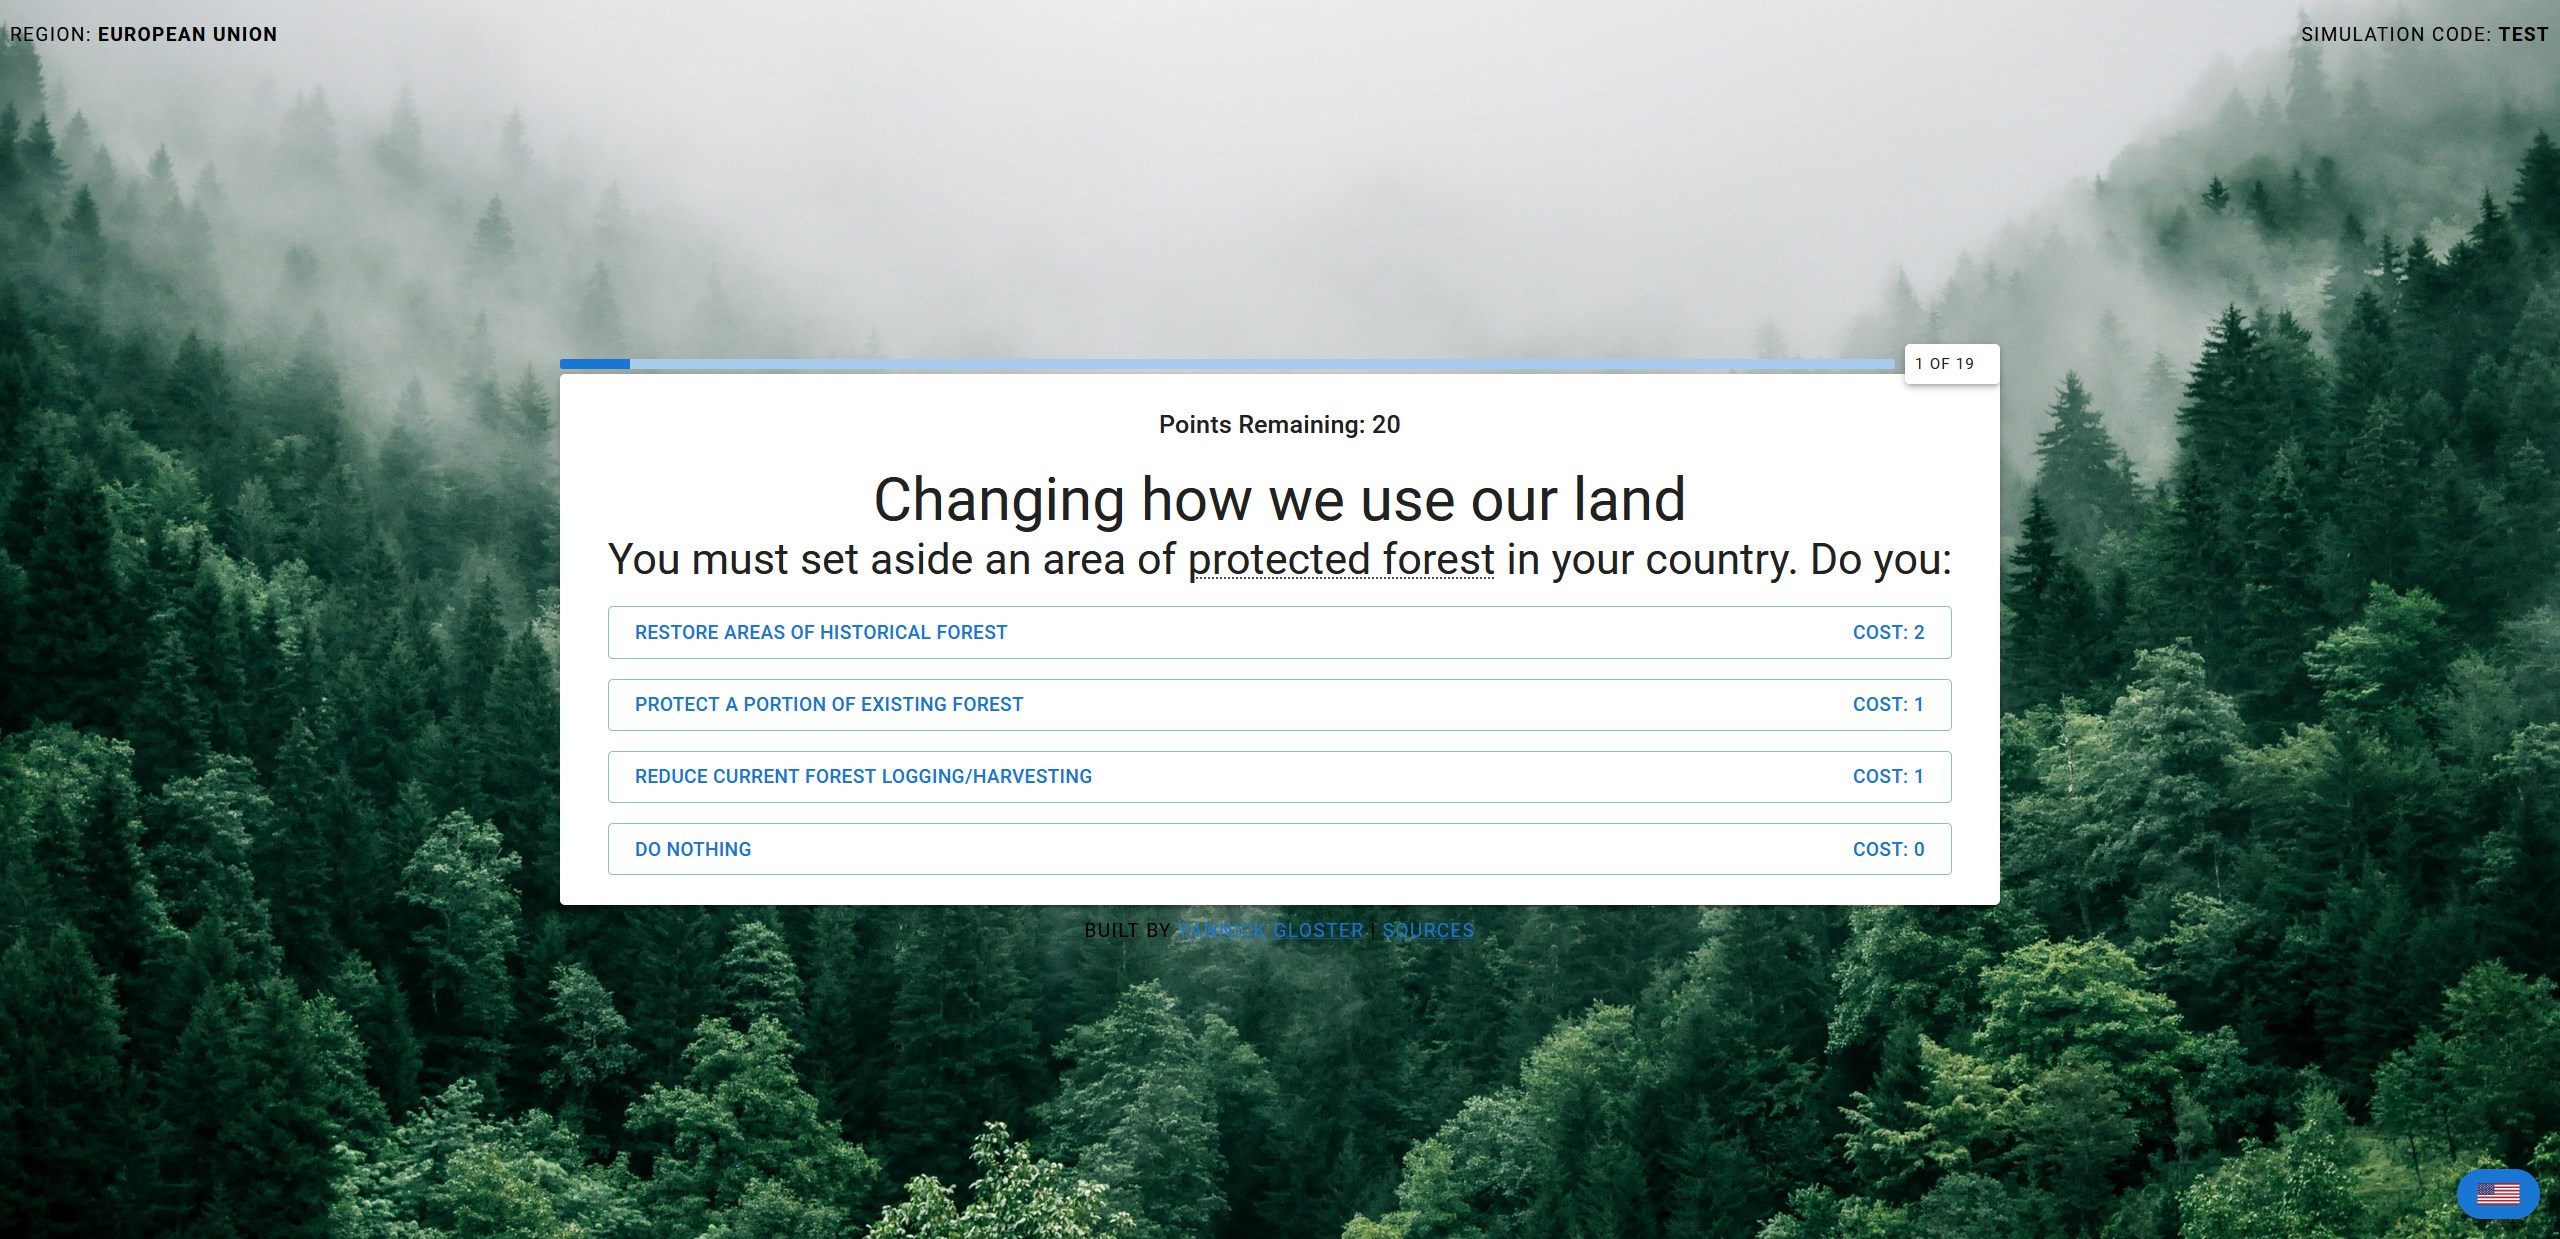 REGION: EUROPEAN UNION
SIMULATION CODE: TEST
1 OF 19
Points Remaining: 20
Changing how we use our land
You must set aside an area of protected forest in your country. Do you:
RESTORE AREAS OF HISTORICAL FOREST COST: 2
PROTECT A PORTION OF EXISTING FOREST COST: 1
REDUCE CURRENT FOREST LOGGING/HARVESTING COST: 1
DO NOTHING COST: 0
BUILT BY YANNICK GLOSTER | SOURCES